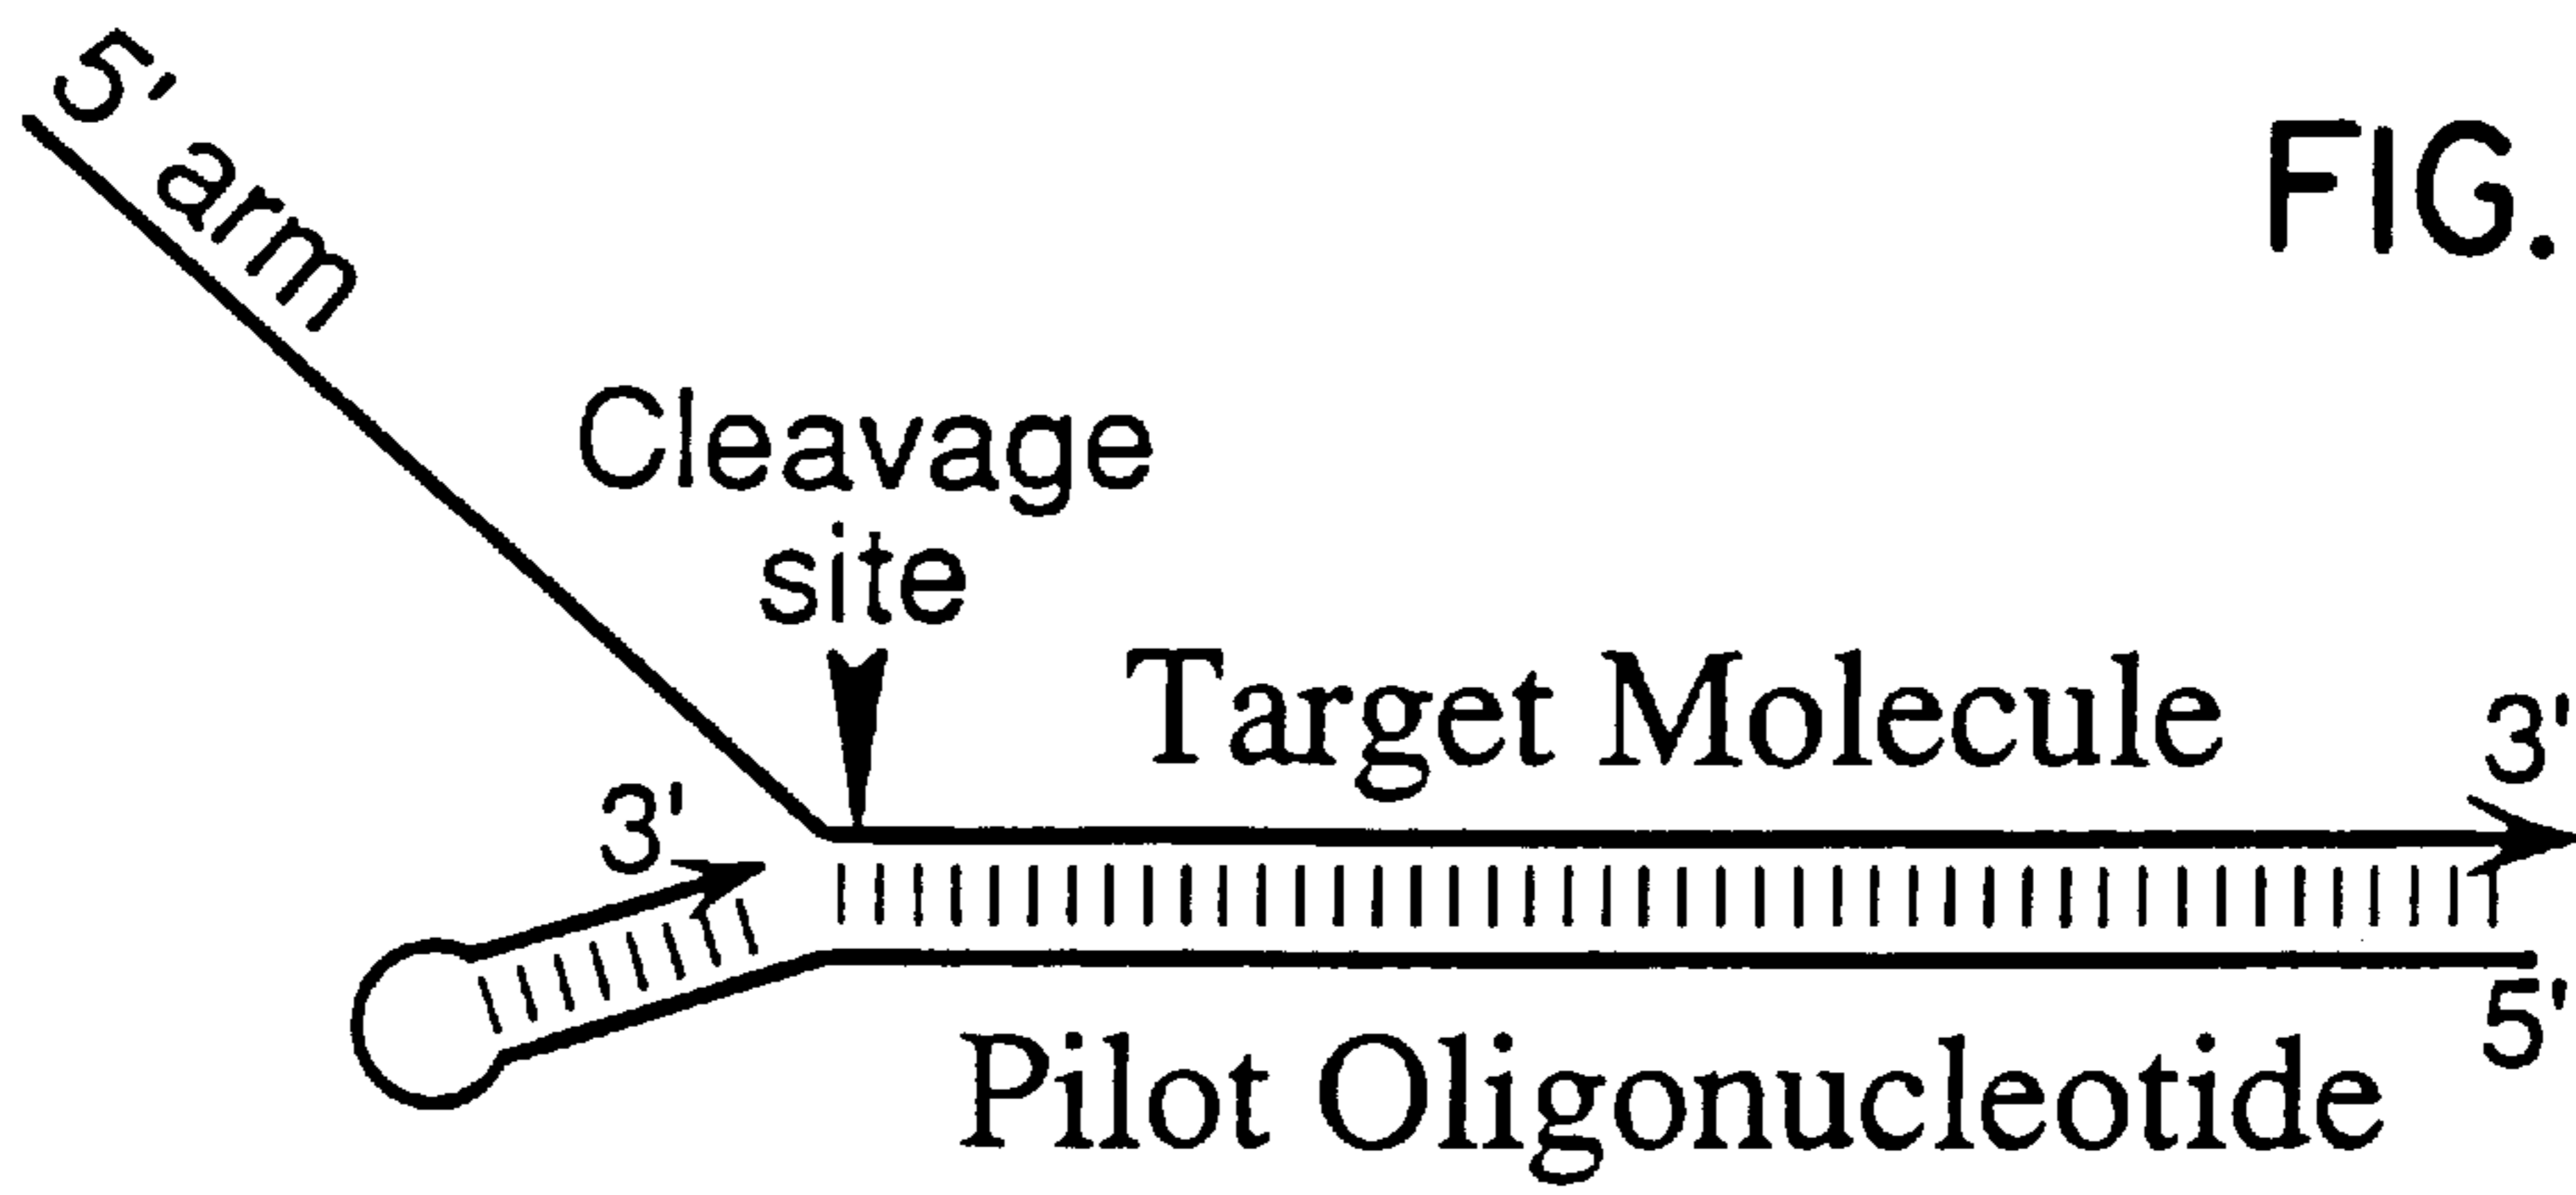 5' arm
FIG.
Cleavage
site
Target Molecule
3'
3'
5'
Pilot Oligonucleotide